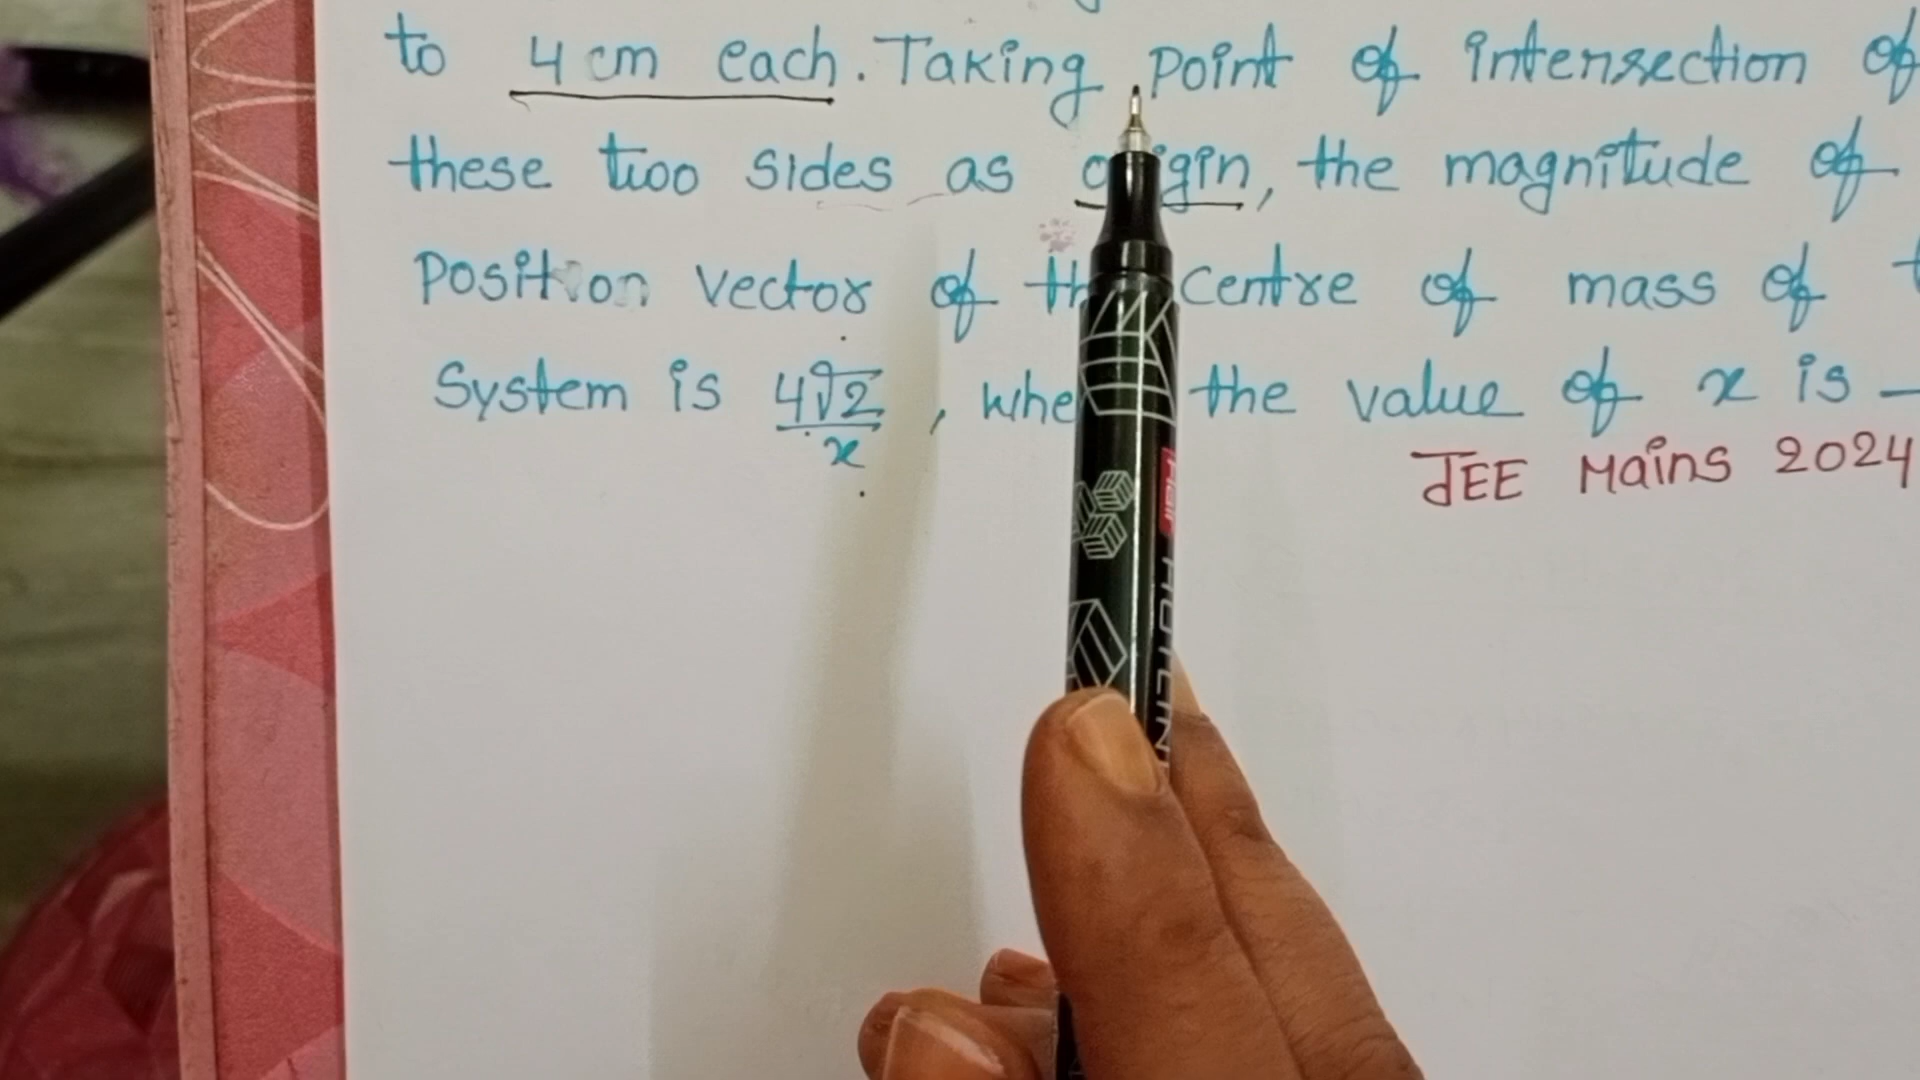 to 4 cm each. Taking point of intersection of
these two sides as origin, the magnitude of
position vector of the centre of mass of
System is 4√2/x, the value of x is
JEE Mains 2024